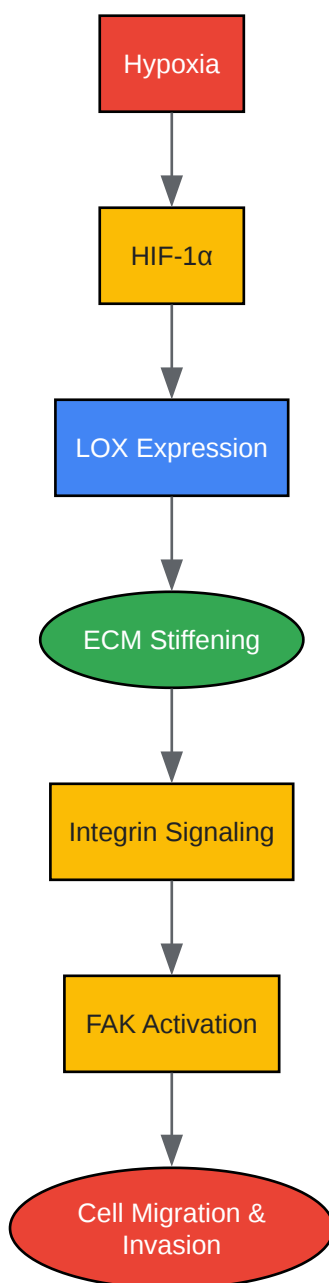 Hypoxia
HIF-1α
LOX Expression
ECM Stiffening
Integrin Signaling
FAK Activation
Cell Migration &
Invasion